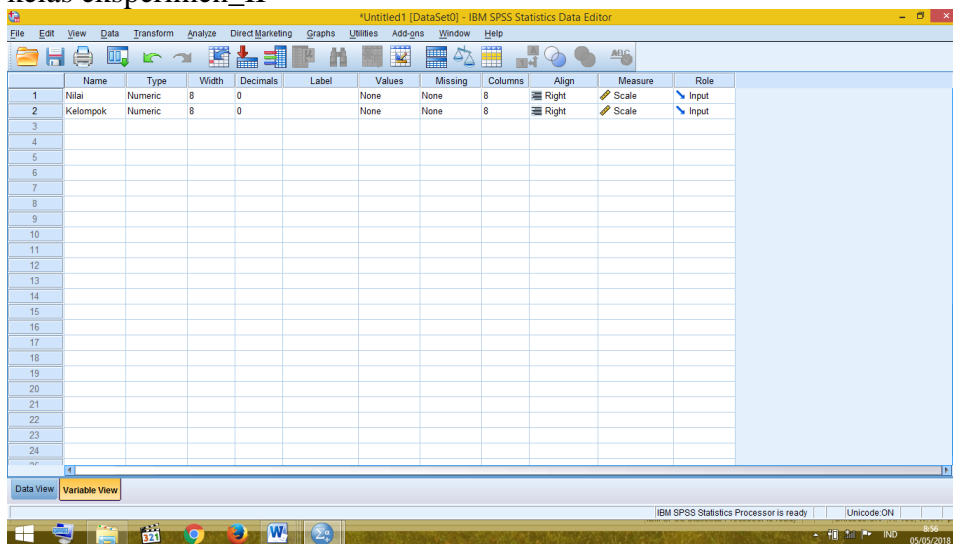 kelas eksperimen_II
*Untitled1 [DataSet0] - IBM SPSS Statistics Data Editor
File Edit View Data Transform Analyze Direct Marketing Graphs Utilities Add-ons Window Help
Name Type Width Decimals Label Values Missing Columns Align Measure Role
1 Nilai Numeric 8 0 None None 8 Right Scale Input
2 Kelompok Numeric 8 0 None None 8 Right Scale Input
3
4
5
6
7
8
9
10
11
12
13
14
15
16
17
18
19
20
21
22
23
24
Data View Variable View
IBM SPSS Statistics Processor is ready Unicode:ON
321 IND 8:56
05/05/2018